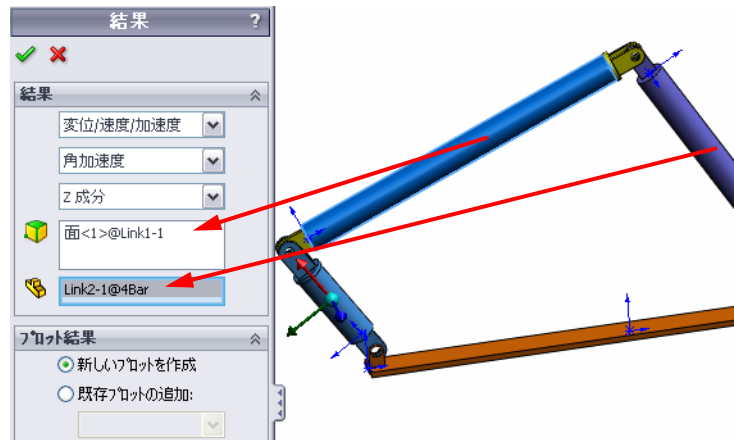 結果
?
結果
変位/速度/加速度
角加速度
Z 成分
面<1>@Link1-1
Link2-1@4Bar
プロット結果
新しいプロットを作成
既存プロットの追加: